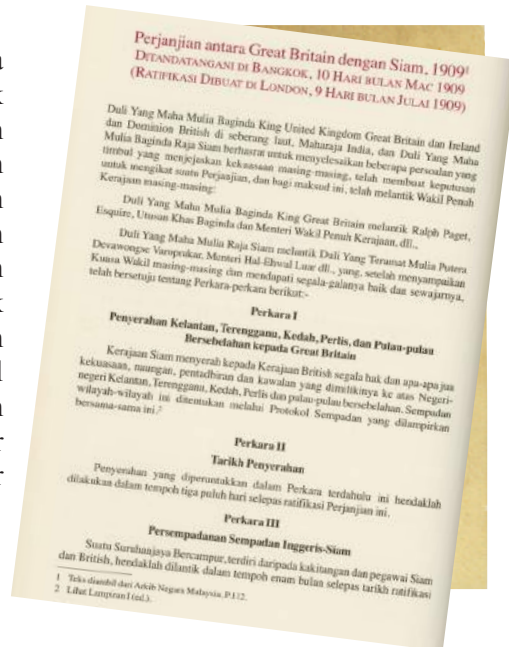 Perjanjian antara Great Britain dengan Siam, 1909¹
DITANDATANGANI DI BANGKOK, 10 HARI BULAN MAC 1909
(RATIFIKASI DIBUAT DI LONDON, 9 HARI BULAN JULAI 1909)
Duli Yang Maha Mulia Baginda King United Kingdom Great Britain dan Ireland
dan Dominion British di seberang laut, Maharaja India, dan Duli Yang Maha
Mulia Baginda Raja Siam berhasrat untuk menyelesaikan beberapa persoalan yang
timbul yang menjejaskan kekuasaan masing-masing, telah membuat keputusan
untuk mengikat suatu Perjanjian, dan bagi maksud ini, telah melantik Wakil Penuh
Kerajaan masing-masing:
Duli Yang Maha Mulia Baginda King Great Britain melantik Ralph Paget,
Esquire, Utusan Khas Baginda dan Menteri Wakil Penuh Kerajaan, dll.,
Duli Yang Maha Mulia Raja Siam melantik Duli Yang Teramat Mulia Putera
Devawongse Varoprakar, Menteri Hal-Ehwal Luar dll., yang, setelah menyampaikan
Kuasa Wakil masing-masing dan mendapati segala-galanya baik dan sewajarnya,
telah bersetuju tentang Perkara-perkara berikut:-
Perkara I
Penyerahan Kelantan, Terengganu, Kedah, Perlis, dan Pulau-pulau
Bersebelahan kepada Great Britain
Kerajaan Siam menyerah kepada Kerajaan British segala hak dan apa-apa jua
kekuasaan, naungan, pentadbiran dan kawalan yang dimilikinya ke atas Negeri-
negeri Kelantan, Terengganu, Kedah, Perlis dan pulau-pulau bersebelahan. Sempadan
wilayah-wilayah ini ditentukan melalui Protokol Sempadan yang dilampirkan
bersama-sama ini.²
Perkara II
Tarikh Penyerahan
Penyerahan yang diperuntukkan dalam Perkara terdahulu ini hendaklah
dilakukan dalam tempoh tiga puluh hari selepas ratifikasi Perjanjian ini.
Perkara III
Persempadanan Sempadan Inggeris-Siam
Suatu Suruhanjaya Bercampur, terdiri daripada kakitangan dan pegawai Siam
dan British, hendaklah dilantik dalam tempoh enam bulan selepas tarikh ratifikasi
1 Teks diambil dari Arkib Negara Malaysia. P.1/2.
2 Lihat Lampiran I (ed.).